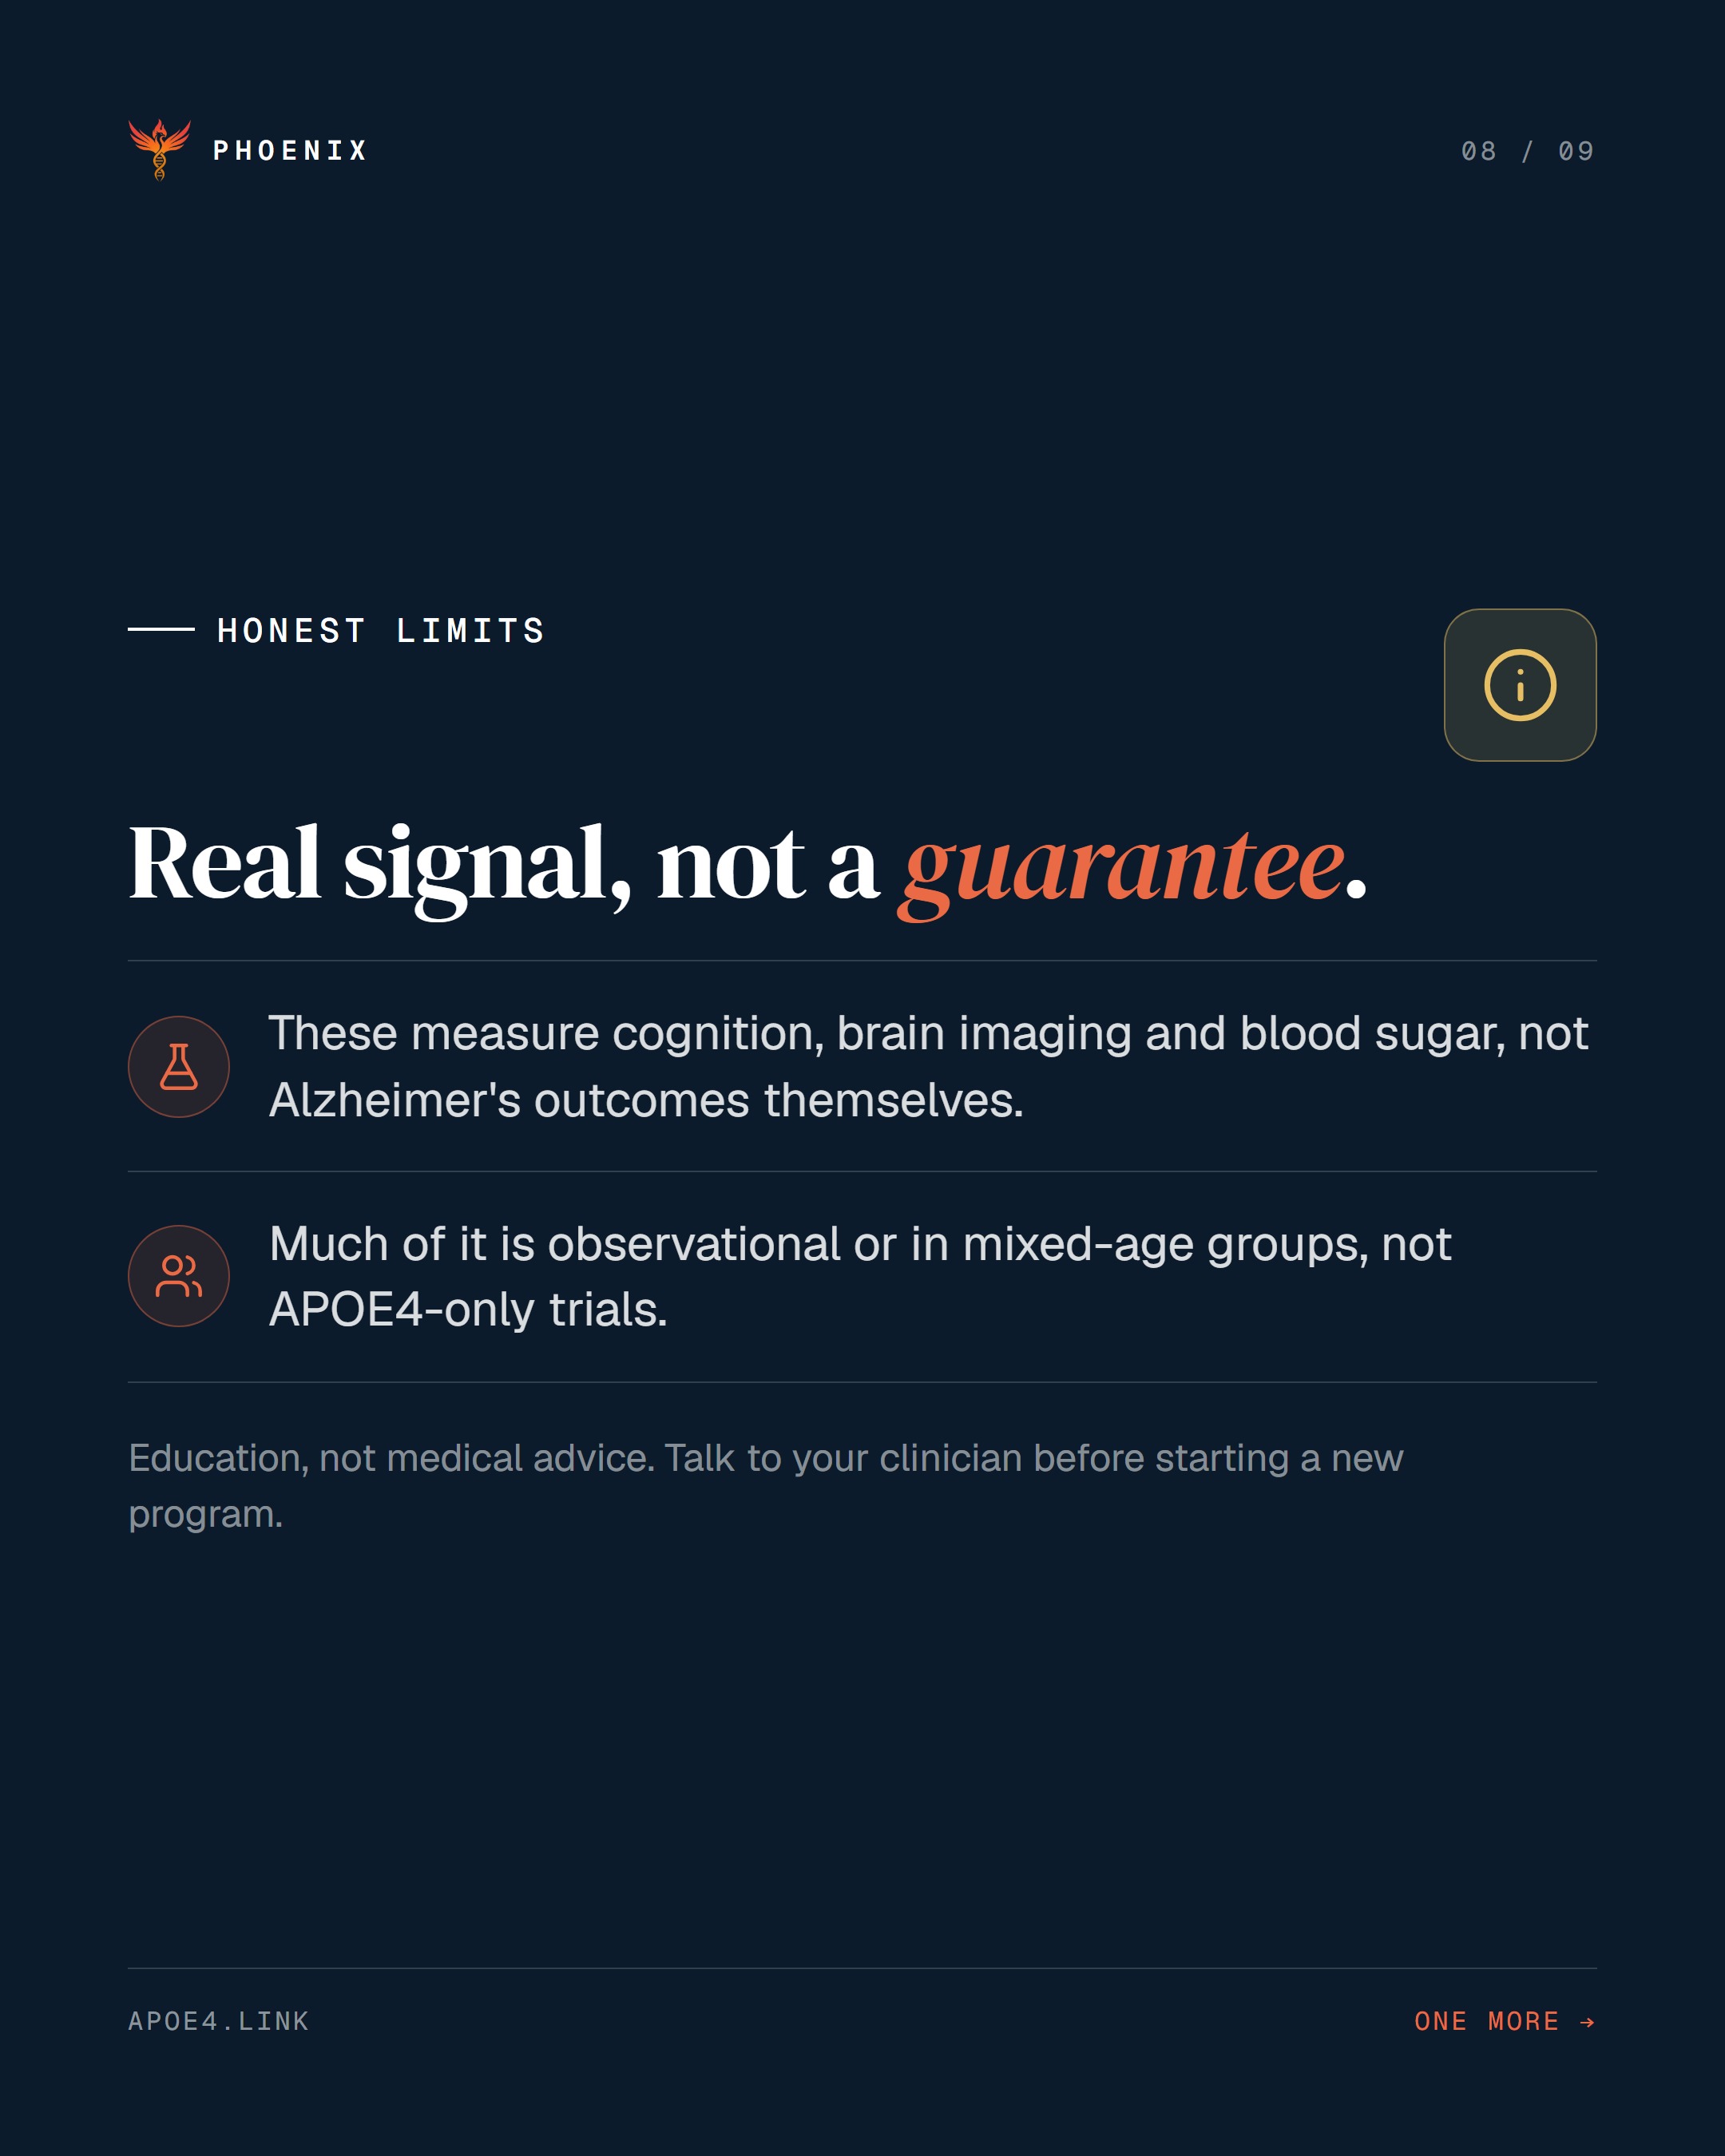 PHOENIX
08 / 09
HONEST LIMITS
Real signal, not a guarantee.
These measure cognition, brain imaging and blood sugar, not
Alzheimer's outcomes themselves.
Much of it is observational or in mixed-age groups, not
APOE4-only trials.
Education, not medical advice. Talk to your clinician before starting a new
program.
APOE4.LINK
ONE MORE →